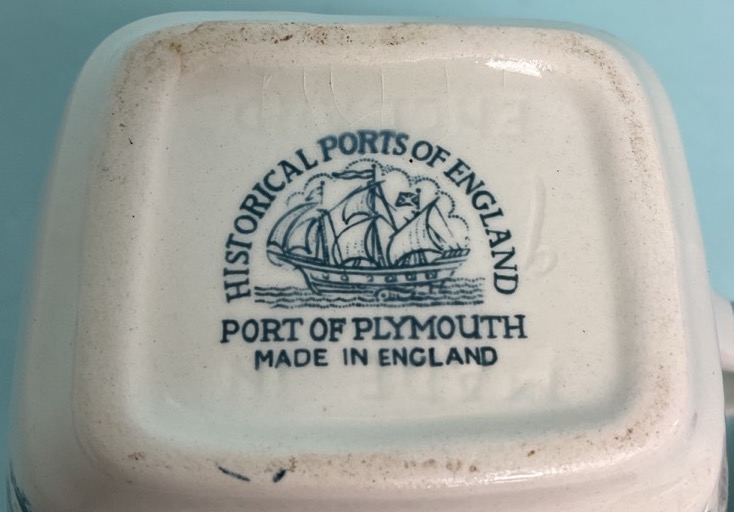 HISTORICAL PORTS OF ENGLAND
PORT OF PLYMOUTH
MADE IN ENGLAND